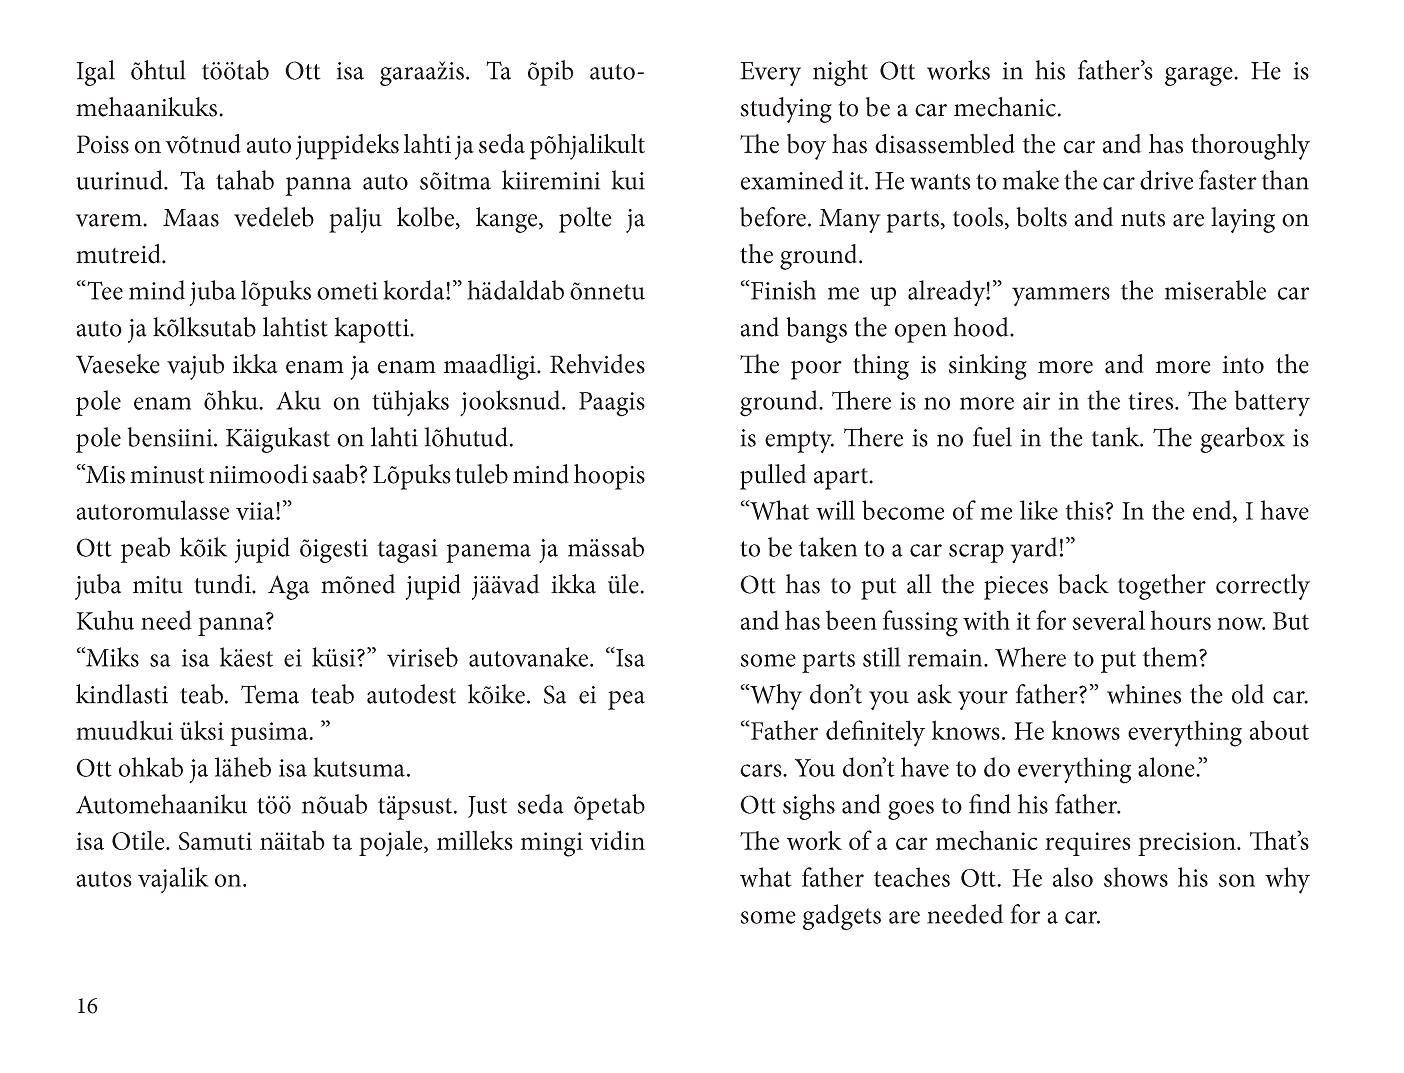 Igal õhtul töötab Ott isa garaažis. Ta õpib auto-
mehaanikuks.
Poiss on võtnud auto juppideks lahti ja seda põhjalikult
uurinud. Ta tahab panna auto sõitma kiiremini kui
varem. Maas vedeleb palju kolbe, kange, polte ja
mutreid.
“Tee mind juba lõpuks ometi korda!” hädaldab õnnetu
auto ja kõlksutab lahtist kapotti.
Vaeseke vajub ikka enam ja enam maadligi. Rehvides
pole enam õhku. Aku on tühjaks jooksnud. Paagis
pole bensiini. Käigukast on lahti lõhutud.
“Mis minust niimoodi saab? Lõpuks tuleb mind hoopis
autoromulasse viia!”
Ott peab kõik jupid õigesti tagasi panema ja mässab
juba mitu tundi. Aga mõned jupid jäävad ikka üle.
Kuhu need panna?
“Miks sa isa käest ei küsi?” viriseb autovanake. “Isa
kindlasti teab. Tema teab autodest kõike. Sa ei pea
muudkui üksi pusima. ”
Ott ohkab ja läheb isa kutsuma.
Automehaaniku töö nõuab täpsust. Just seda õpetab
isa Otile. Samuti näitab ta pojale, milleks mingi vidin
autos vajalik on.
16
Every night Ott works in his father’s garage. He is
studying to be a car mechanic.
The boy has disassembled the car and has thoroughly
examined it. He wants to make the car drive faster than
before. Many parts, tools, bolts and nuts are laying on
the ground.
“Finish me up already!” yammers the miserable car
and bangs the open hood.
The poor thing is sinking more and more into the
ground. There is no more air in the tires. The battery
is empty. There is no fuel in the tank. The gearbox is
pulled apart.
“What will become of me like this? In the end, I have
to be taken to a car scrap yard!”
Ott has to put all the pieces back together correctly
and has been fussing with it for several hours now. But
some parts still remain. Where to put them?
“Why don’t you ask your father?” whines the old car.
“Father definitely knows. He knows everything about
cars. You don’t have to do everything alone.”
Ott sighs and goes to find his father.
The work of a car mechanic requires precision. That’s
what father teaches Ott. He also shows his son why
some gadgets are needed for a car.